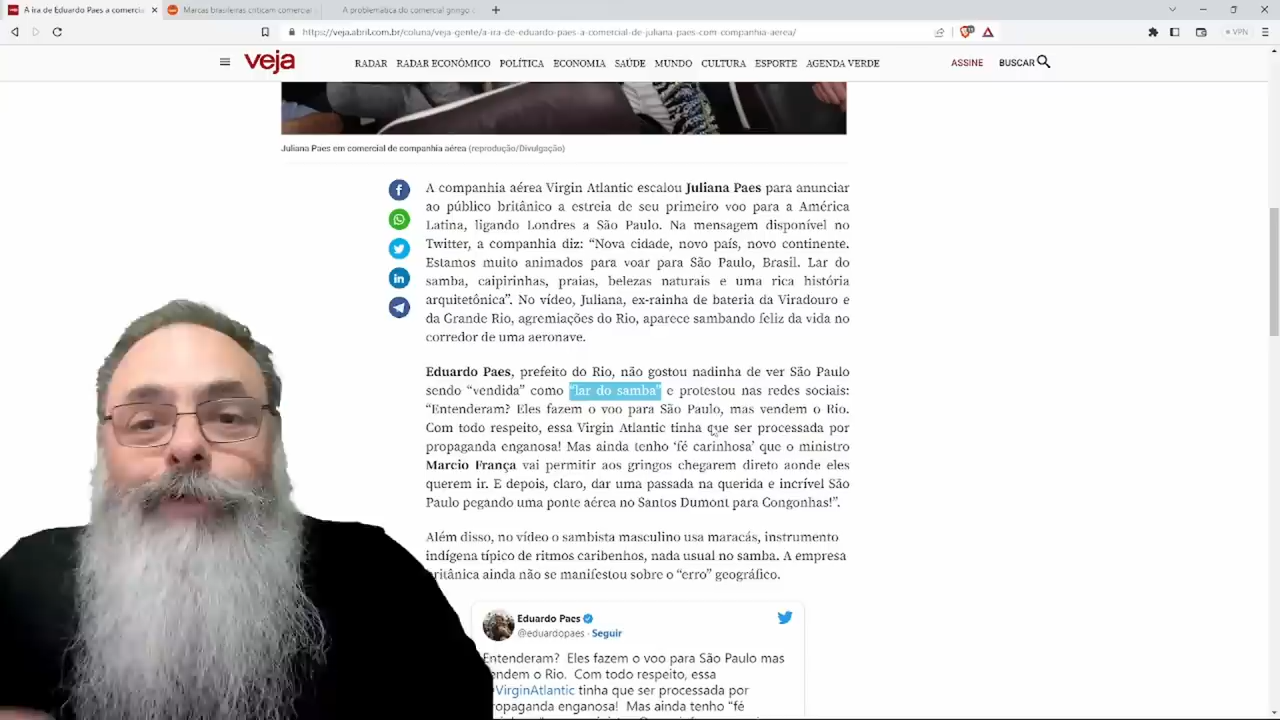 A ira de Eduardo Paes a comercial
Marcas brasileiras criticam comercial
A problemática do comercial gringo
https://veja.abril.com.br/coluna/veja-gente/a-ira-de-eduardo-paes-a-comercial-de-juliana-paes-com-companhia-aerea/
VPN
veja
RADAR RADAR ECONÔMICO POLÍTICA ECONOMIA SAÚDE MUNDO CULTURA ESPORTE AGENDA VERDE
ASSINE BUSCAR
Juliana Paes em comercial de companhia aérea (reprodução/Divulgação)
A companhia aérea Virgin Atlantic escalou Juliana Paes para anunciar
ao público britânico a estreia de seu primeiro voo para a América
Latina, ligando Londres a São Paulo. Na mensagem disponível no
Twitter, a companhia diz: “Nova cidade, novo país, novo continente.
Estamos muito animados para voar para São Paulo, Brasil. Lar do
samba, caipirinhas, praias, belezas naturais e uma rica história
arquitetônica”. No vídeo, Juliana, ex-rainha de bateria da Viradouro e
da Grande Rio, agremiações do Rio, aparece sambando feliz da vida no
corredor de uma aeronave.
Eduardo Paes, prefeito do Rio, não gostou nadinha de ver São Paulo
sendo “vendida” como “lar do samba” e protestou nas redes sociais:
“Entenderam? Eles fazem o voo para São Paulo, mas vendem o Rio.
Com todo respeito, essa Virgin Atlantic tinha que ser processada por
propaganda enganosa! Mas ainda tenho ‘fé carinhosa’ que o ministro
Marcio França vai permitir aos gringos chegarem direto aonde eles
querem ir. E depois, claro, dar uma passada na querida e incrível São
Paulo pegando uma ponte aérea no Santos Dumont para Congonhas!”.
Além disso, no vídeo o sambista masculino usa maracás, instrumento
indígena típico de ritmos caribenhos, nada usual no samba. A empresa
britânica ainda não se manifestou sobre o “erro” geográfico.
Eduardo Paes
@eduardopaes · Seguir
Entenderam? Eles fazem o voo para São Paulo mas
vendem o Rio. Com todo respeito, essa
@VirginAtlantic tinha que ser processada por
propaganda enganosa! Mas ainda tenho “fé